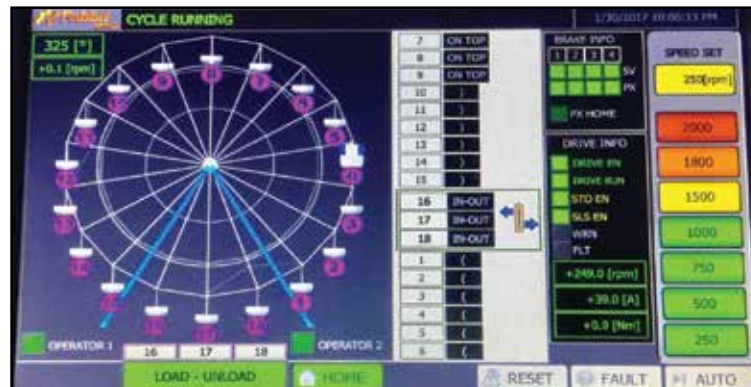 CYCLE RUNNING
1/30/2017 10:00:13 PM
325 [°]
+0.1 [rpm]
7 ON TOP
8 ON TOP
9 ON TOP
10 )
11 )
12 )
13 )
14 )
15 )
16 IN-OUT
17 IN-OUT
18 IN-OUT
1 (
2 (
3 (
4 (
5 (
6 (
BRAKE INFO
1 2 3 4
SV
PX
PX HOME
DRIVE INFO
DRIVE EN
DRIVE RUN
STO EN
SLS EN
WRN
FLT
+249.0 [rpm]
+39.0 [A]
+0.9 [Nm]
SPEED SET
250[rpm]
2000
1800
1500
1000
750
500
250
OPERATOR 1
16 17 18
OPERATOR 2
LOAD - UNLOAD
HOME
RESET
FAULT
AUTO